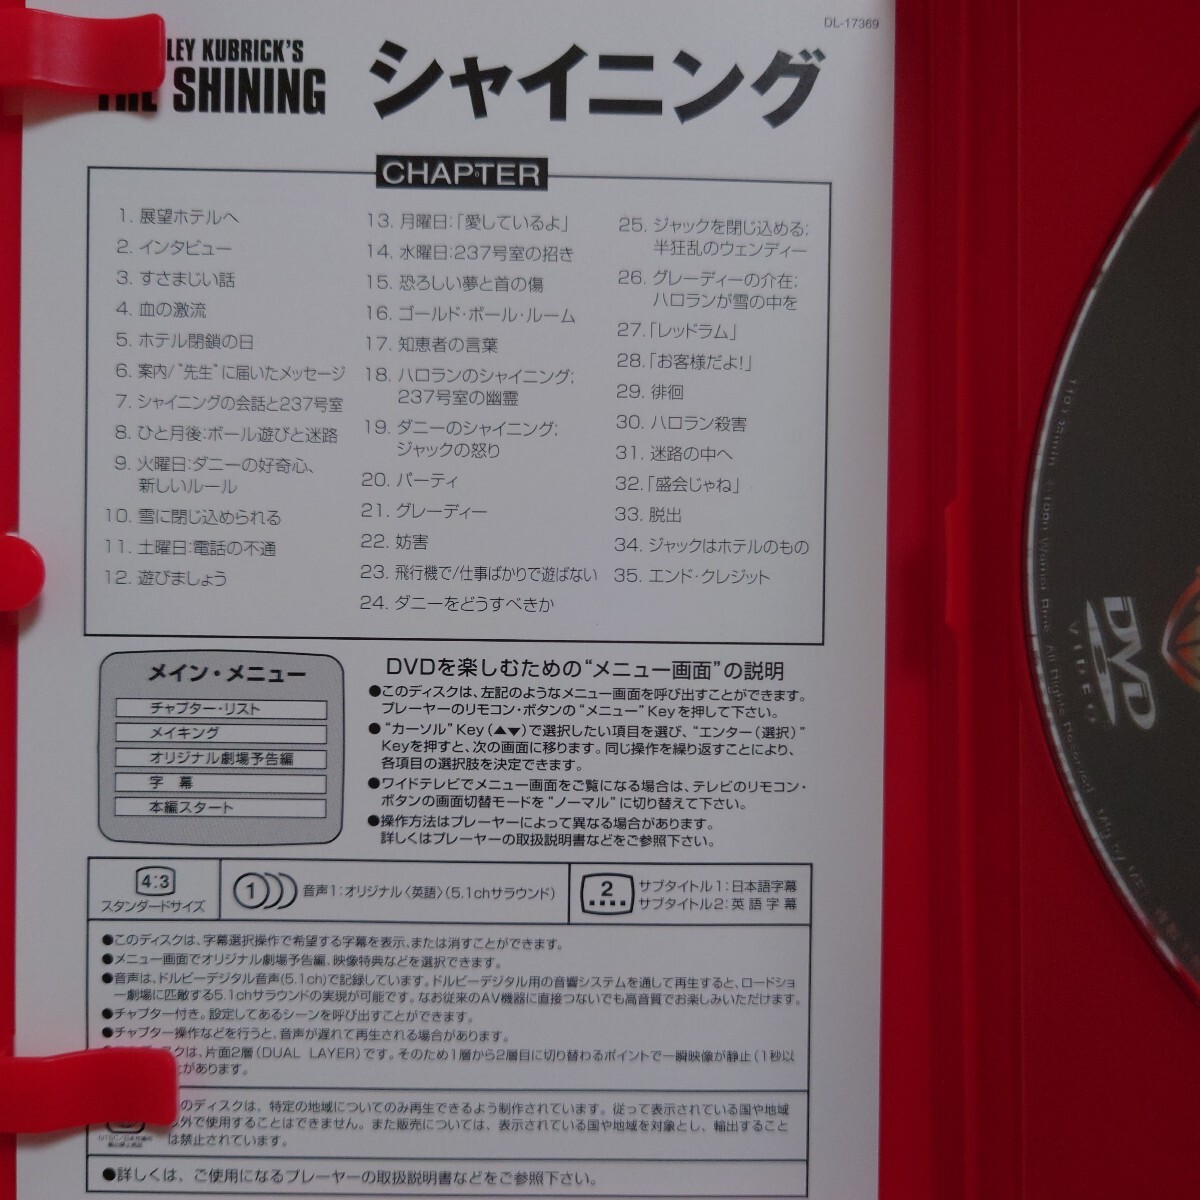 DL-17369
LEY KUBRICK'S
THE SHINING
シャイニング
CHAPTER
1. 展望ホテルへ
2. インタビュー
3. すさまじい話
4. 血の激流
5. ホテル閉鎖の日
6. 案内/“先生”に届いたメッセージ
7. シャイニングの会話と237号室
8. ひと月後:ボール遊びと迷路
9. 火曜日:ダニーの好奇心、
新しいルール
10. 雪に閉じ込められる
11. 土曜日:電話の不通
12. 遊びましょう
13. 月曜日:「愛しているよ」
14. 水曜日:237号室の招き
15. 恐ろしい夢と首の傷
16. ゴールド・ボール・ルーム
17. 知恵者の言葉
18. ハロランのシャイニング;
237号室の幽霊
19. ダニーのシャイニング;
ジャックの怒り
20. パーティ
21. グレーディー
22. 妨害
23. 飛行機で/仕事ばかりで遊ばない
24. ダニーをどうすべきか
25. ジャックを閉じ込める;
半狂乱のウェンディー
26. グレーディーの介在;
ハロランが雪の中を
27. 「レッドラム」
28. 「お客様だよ!」
29. 徘徊
30. ハロラン殺害
31. 迷路の中へ
32. 「盛会じゃね」
33. 脱出
34. ジャックはホテルのもの
35. エンド・クレジット
メイン・メニュー
チャプター・リスト
メイキング
オリジナル劇場予告編
字 幕
本編スタート
DVDを楽しむための“メニュー画面”の説明
●このディスクは、左記のようなメニュー画面を呼び出すことができます。
プレーヤーのリモコン・ボタンの“メニュー”Keyを押して下さい。
●“カーソル”Key(▲▼)で選択したい項目を選び、“エンター(選択)”
Keyを押すと、次の画面に移ります。同じ操作を繰り返すことにより、
各項目の選択肢を決定できます。
●ワイドテレビでメニュー画面をご覧になる場合は、テレビのリモコン・
ボタンの画面切替モードを“ノーマル”に切り替えて下さい。
●操作方法はプレーヤーによって異なる場合があります。
詳しくはプレーヤーの取扱説明書などをご参照下さい。
4:3
スタンダードサイズ
1
音声1:オリジナル〈英語〉(5.1chサラウンド)
2
サブタイトル1:日本語字幕
サブタイトル2:英語字幕
●このディスクは、字幕選択操作で希望する字幕を表示、または消すことができます。
●メニュー画面でオリジナル劇場予告編、映像特典などを選択できます。
●音声は、ドルビーデジタル音声(5.1ch)で記録しています。ドルビーデジタル用の音響システムを通して再生すると、ロードショ
ー劇場に匹敵する5.1chサラウンドの実現が可能です。なお従来のAV機器に直接つないでも高音質でお楽しみいただけます。
●チャプター付き。設定してあるシーンを呼び出すことができます。
●チャプター操作などを行うと、音声が遅れて再生される場合があります。
スクは、片面2層(DUAL LAYER)です。そのため1層から2層目に切り替わるポイントで一瞬映像が静止(1秒以
があります。
のディスクは、特定の地域についてのみ再生できるよう制作されています。従って表示されている国や地域
外で使用することはできません。また販売については、表示されている国や地域を対象とし、輸出すること
は禁止されています。
●詳しくは、ご使用になるプレーヤーの取扱説明書などをご参照下さい。
DVD
VIDEO